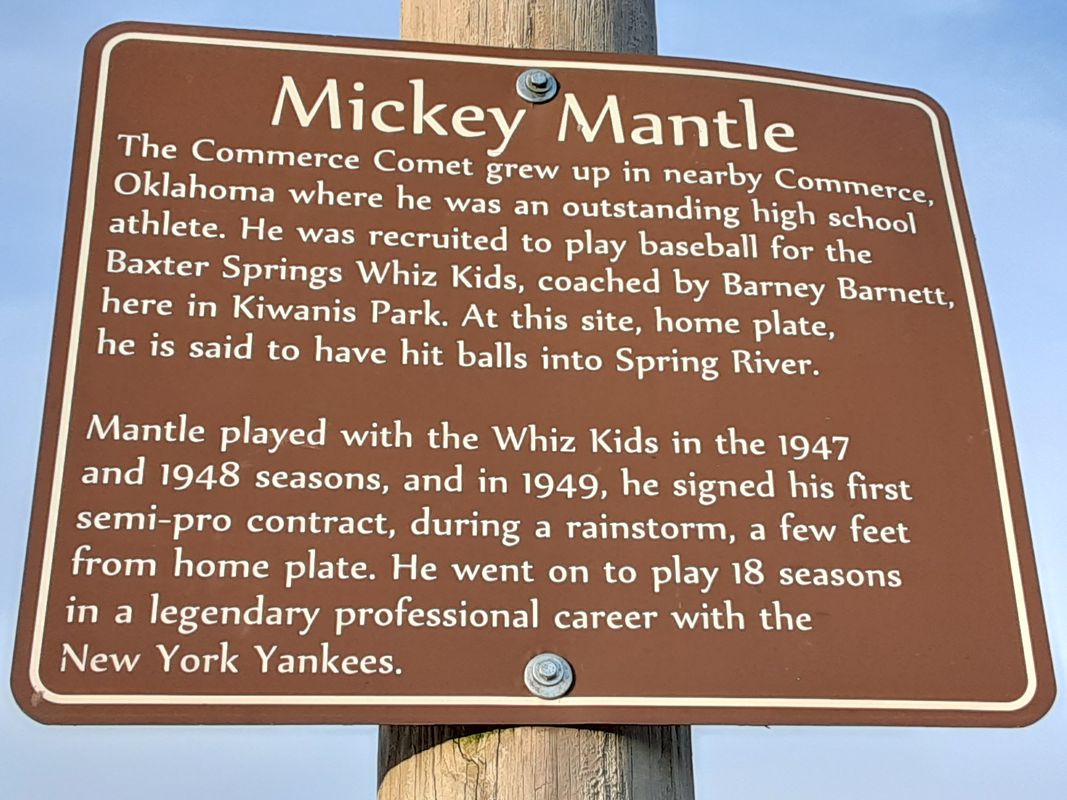 Mickey Mantle
The Commerce Comet grew up in nearby Commerce,
Oklahoma where he was an outstanding high school
athlete. He was recruited to play baseball for the
Baxter Springs Whiz Kids, coached by Barney Barnett,
here in Kiwanis Park. At this site, home plate,
he is said to have hit balls into Spring River.
Mantle played with the Whiz Kids in the 1947
and 1948 seasons, and in 1949, he signed his first
semi-pro contract, during a rainstorm, a few feet
from home plate. He went on to play 18 seasons
in a legendary professional career with the
New York Yankees.